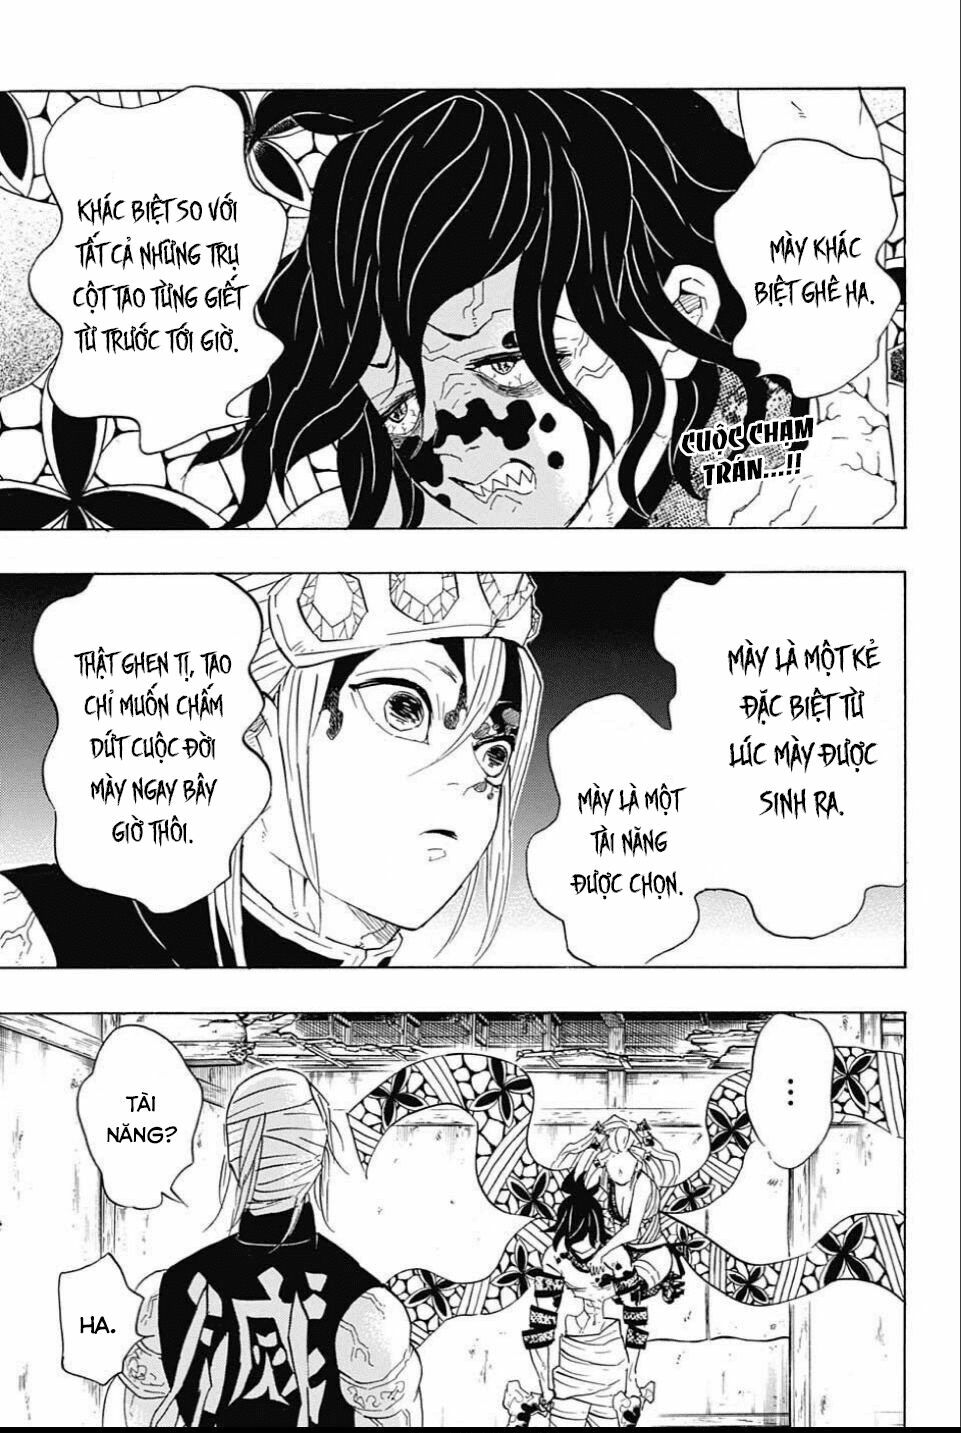 MÀY KHÁC
BIỆT GHÊ HA.
KHÁC BIỆT SO VỚI
TẤT CẢ NHỮNG TRỤ
CỘT TAO TỪNG GIẾT
TỪ TRƯỚC TỚI GIỜ.
CUỘC CHẠM
TRÁN...!!
MÀY LÀ MỘT KẺ
ĐẶC BIỆT TỪ
LÚC MÀY ĐƯỢC
SINH RA.
MÀY LÀ MỘT
TÀI NĂNG
ĐƯỢC CHỌN.
THẬT GHEN TỊ, TAO
CHỈ MUỐN CHẤM
DỨT CUỘC ĐỜI
MÀY NGAY BÂY
GIỜ THÔI.
...
TÀI
NĂNG?
HA.
滅